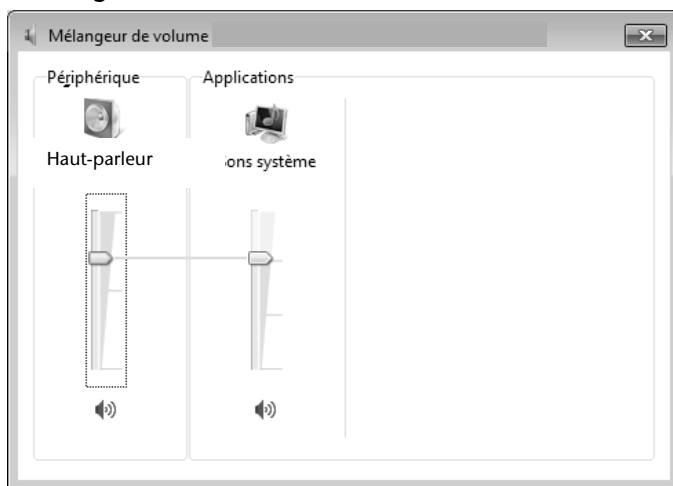 Mélangeur de volume
Périphérique
Applications
Haut-parleur
ons système